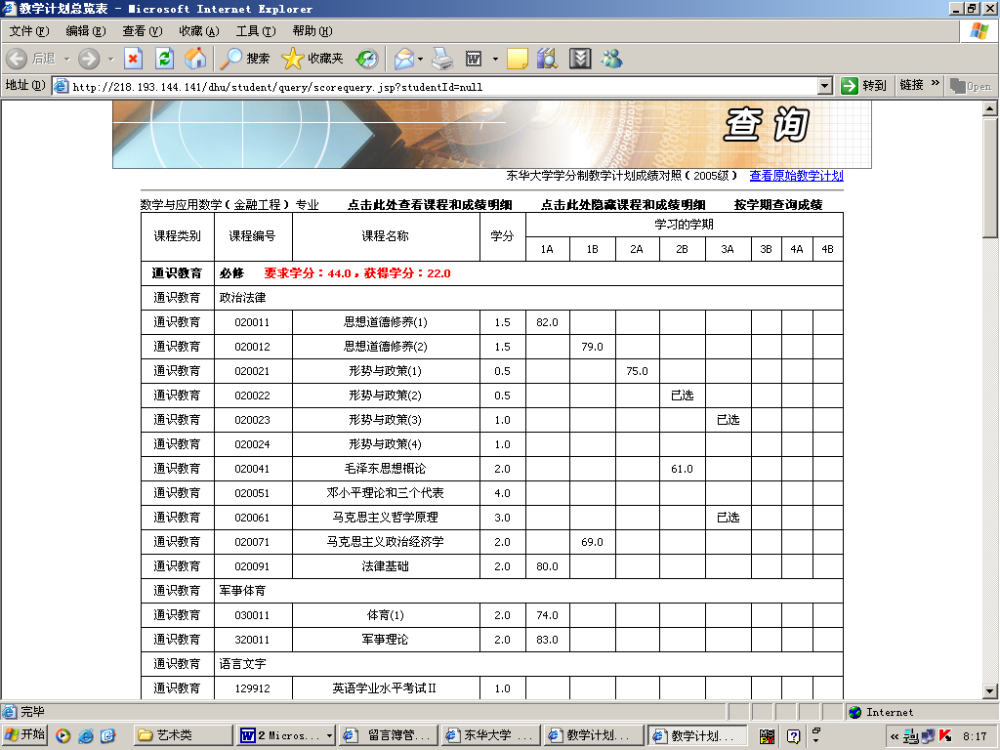 教学计划总览表 - Microsoft Internet Explorer
文件(F) 编辑(E) 查看(V) 收藏(A) 工具(T) 帮助(H)
后退 搜索 收藏夹
地址(D) http://218.193.144.141/dhu/student/query/scorequery.jsp?studentId=null 转到 链接 » Open
查询
东华大学学分制教学计划成绩对照(2005级) 查看原始教学计划
数学与应用数学(金融工程)专业 点击此处查看课程和成绩明细 点击此处隐藏课程和成绩明细 按学期查询成绩
课程类别 课程编号 课程名称 学分 学习的学期
1A 1B 2A 2B 3A 3B 4A 4B
通识教育 必修 要求学分：44.0，获得学分：22.0
通识教育 政治法律
通识教育 020011 思想道德修养(1) 1.5 82.0
通识教育 020012 思想道德修养(2) 1.5 79.0
通识教育 020021 形势与政策(1) 0.5 75.0
通识教育 020022 形势与政策(2) 0.5 已选
通识教育 020023 形势与政策(3) 1.0 已选
通识教育 020024 形势与政策(4) 1.0
通识教育 020041 毛泽东思想概论 2.0 61.0
通识教育 020051 邓小平理论和三个代表 4.0
通识教育 020061 马克思主义哲学原理 3.0 已选
通识教育 020071 马克思主义政治经济学 2.0 69.0
通识教育 020091 法律基础 2.0 80.0
通识教育 军事体育
通识教育 030011 体育(1) 2.0 74.0
通识教育 320011 军事理论 2.0 83.0
通识教育 语言文字
通识教育 129912 英语学业水平考试II 1.0
完毕 Internet
开始 艺术类 2 Micros... 留言簿管... 东华大学 ... 教学计划... 教学计划... « 8:17